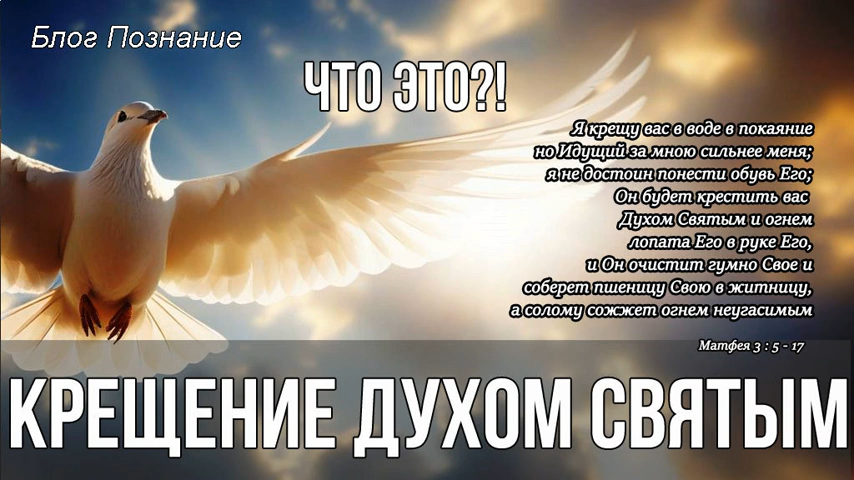 Блог Познание
ЧТО ЭТО?!
Я крещу вас в воде в покаяние
но Идущий за мною сильнее меня;
я не достоин понести обувь Его;
Он будет крестить вас
Духом Святым и огнем
лопата Его в руке Его,
и Он очистит гумно Свое и
соберет пшеницу Свою в житницу,
а солому сожжет огнем неугасимым
Матфея 3 : 5 - 17
КРЕЩЕНИЕ ДУХОМ СВЯТЫМ